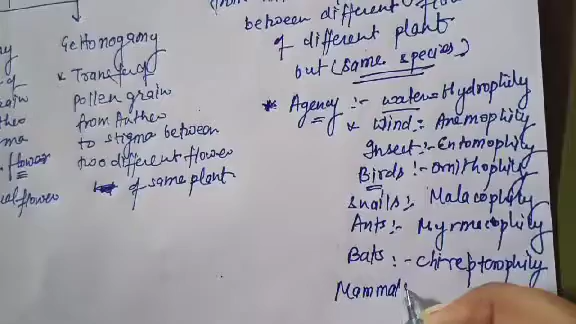 Geitonogamy
* Transfer of
pollen grain
from Anther
to stigma between
two different flower
of same plant
flower
between different
of different plant
but (same species)
* Agency :- water = Hydrophily
* Wind :- Anemophily
Insect :- Entomophily
Birds :- Ornithophily
Snails :- Malacophily
Ants :- Myrmecophily
Bats :- Chireptorophily
Mammal